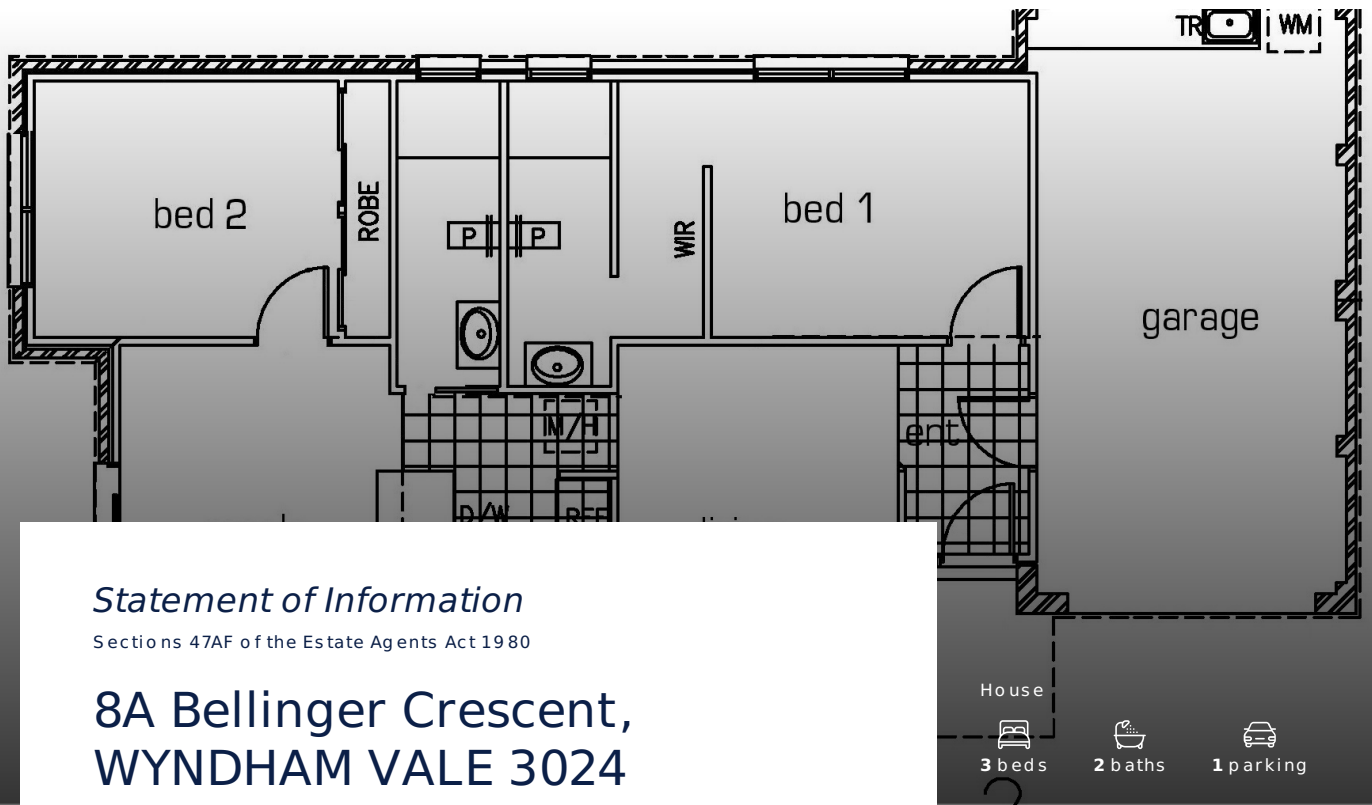 TR WM
bed 2
ROBE
P P
WIR
bed 1
garage
M/H
ent
D/W
REF
Statement of Information
Sections 47AF of the Estate Agents Act 1980
8A Bellinger Crescent,
WYNDHAM VALE 3024
House
3 beds 2 baths 1 parking